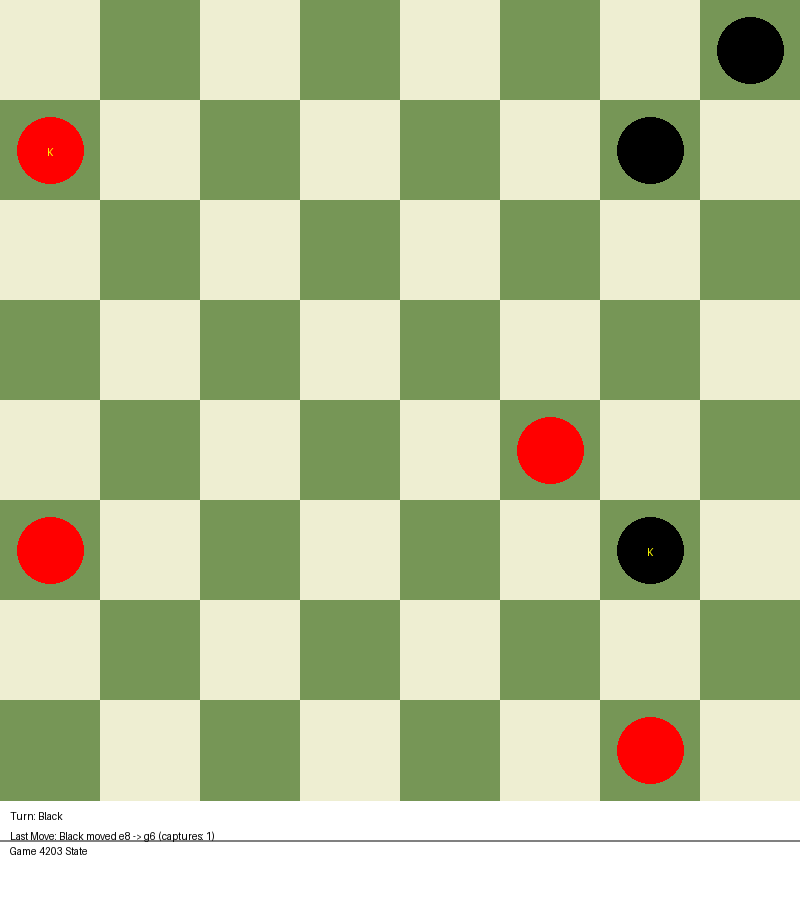 K
K
Turn: Black
Last Move: Black moved e8 -> g6 (captures: 1)
Game 4203 State